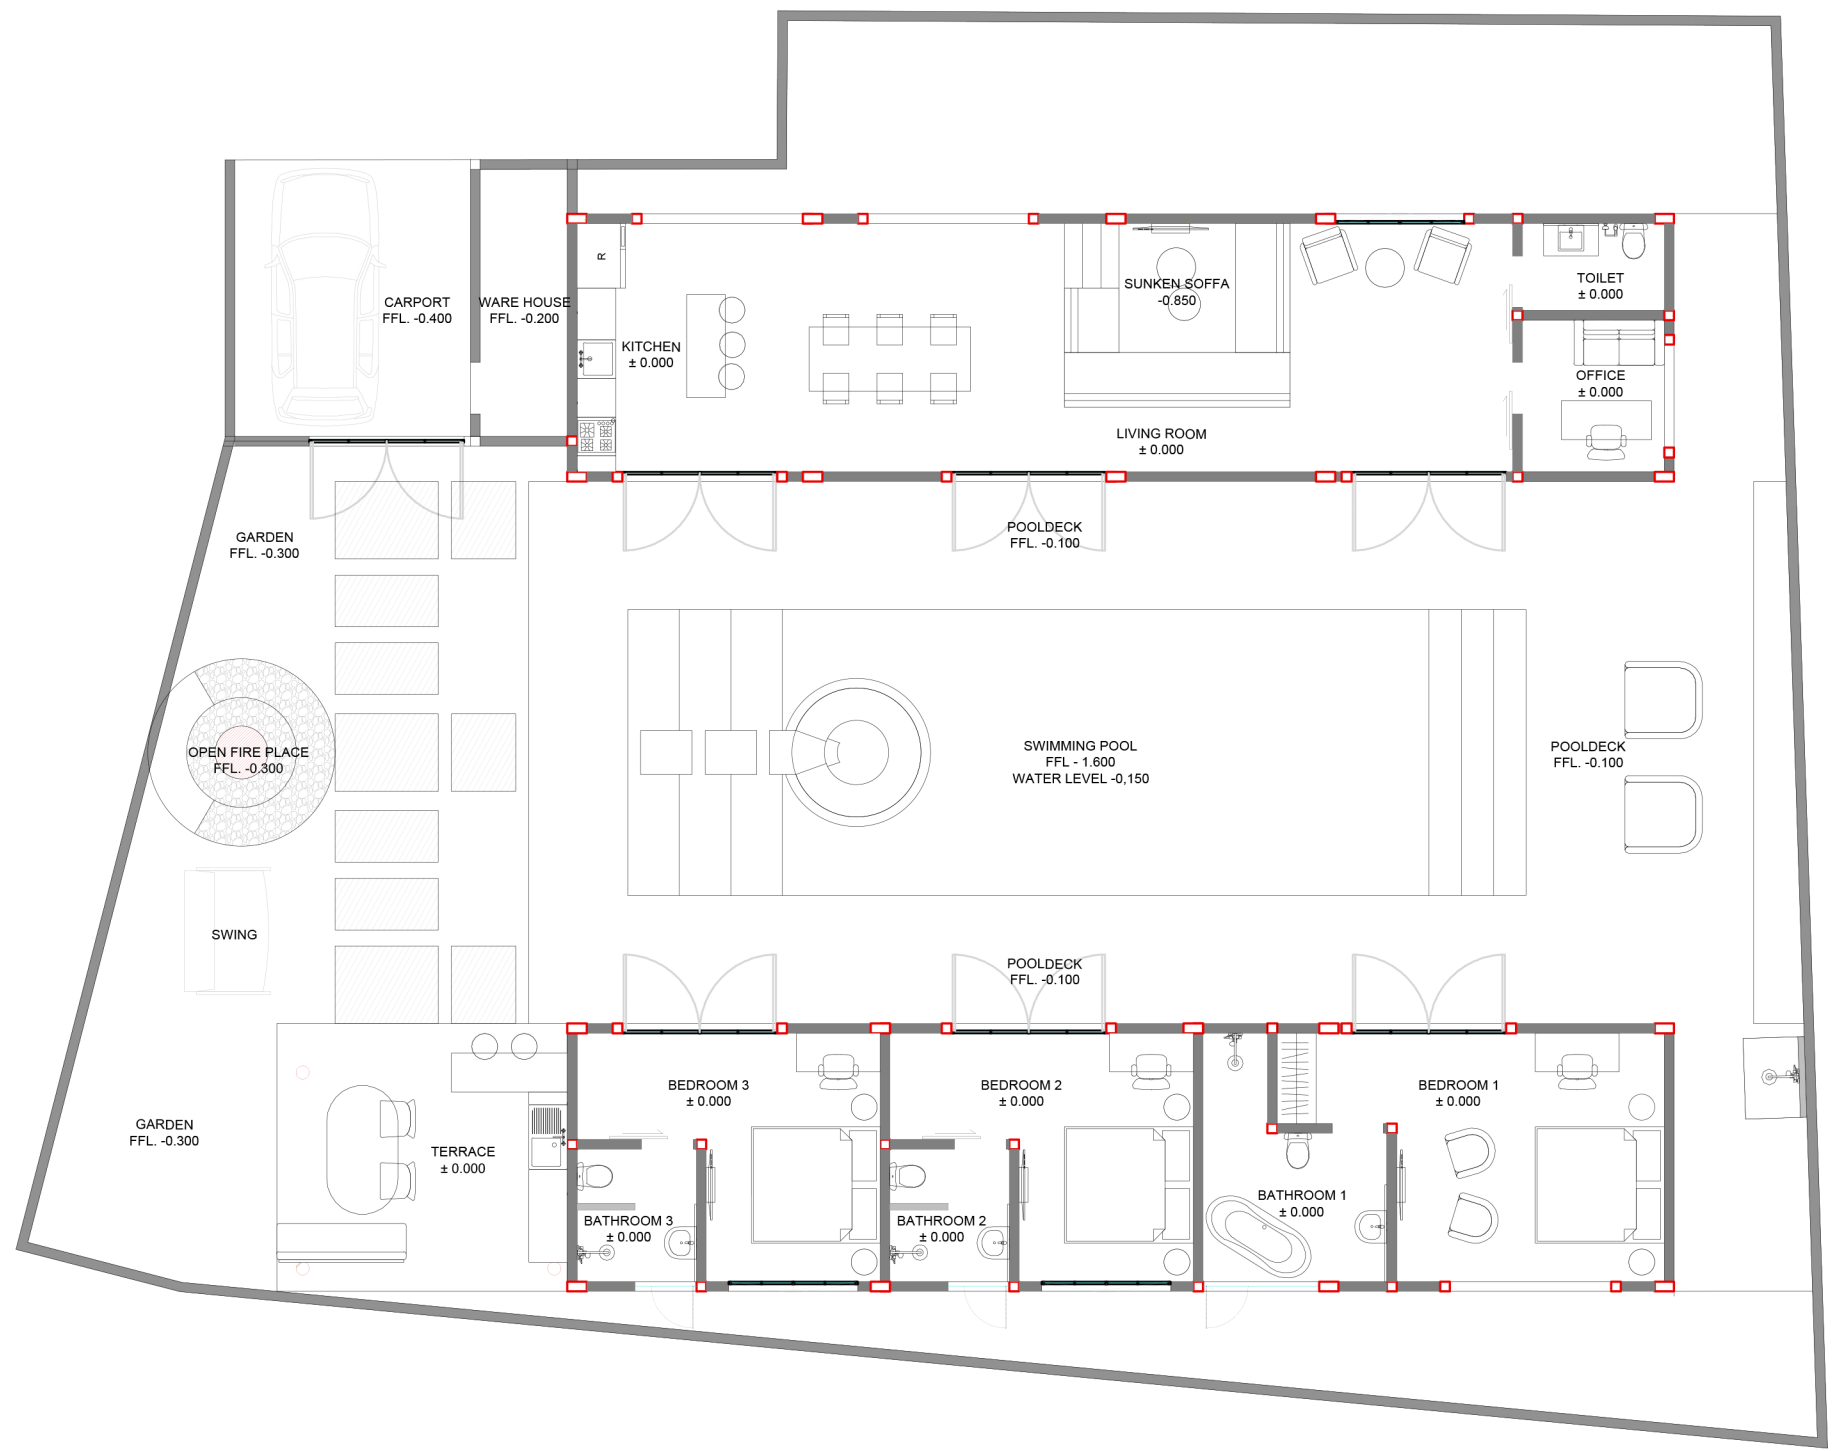 CARPORT
FFL. -0.400
WARE HOUSE
FFL. -0.200
R
KITCHEN
± 0.000
SUNKEN SOFFA
-0.850
LIVING ROOM
± 0.000
TOILET
± 0.000
OFFICE
± 0.000
GARDEN
FFL. -0.300
POOLDECK
FFL. -0.100
OPEN FIRE PLACE
FFL. -0.300
SWIMMING POOL
FFL - 1.600
WATER LEVEL -0,150
POOLDECK
FFL. -0.100
SWING
POOLDECK
FFL. -0.100
GARDEN
FFL. -0.300
TERRACE
± 0.000
BEDROOM 3
± 0.000
BATHROOM 3
± 0.000
BEDROOM 2
± 0.000
BATHROOM 2
± 0.000
BATHROOM 1
± 0.000
BEDROOM 1
± 0.000